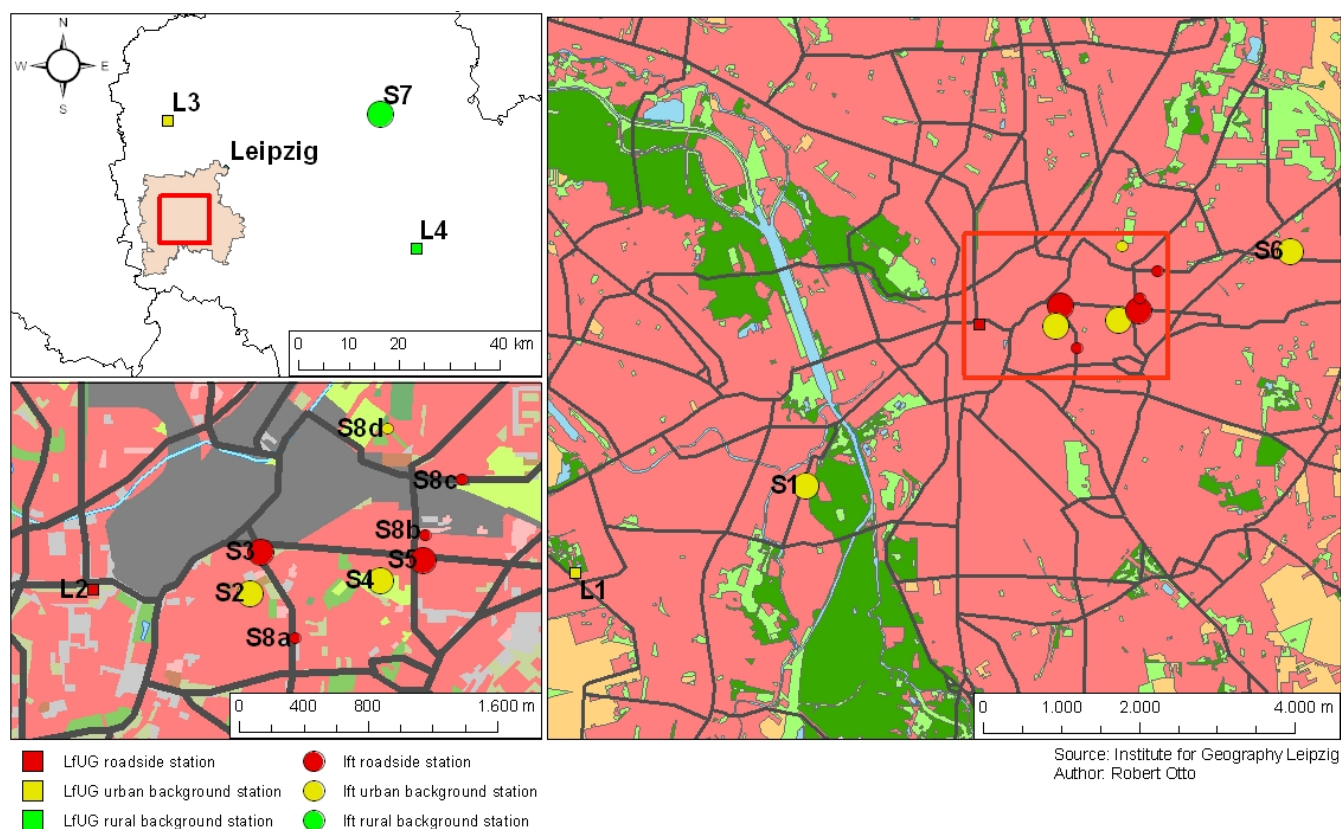 N
W E
S
L3
S7
Leipzig
L4
0 20 40 km
S8d
S8c
S8b
S3
S5
S4
L2
S2
S8a
0 400 800 1.600 m
S6
S1
L1
0 1.000 2.000 4.000 m
Source: Institute for Geography Leipzig
Author: Robert Otto
LfUG roadside station
Ift roadside station
LfUG urban background station
Ift urban background station
LfUG rural background station
Ift rural background station